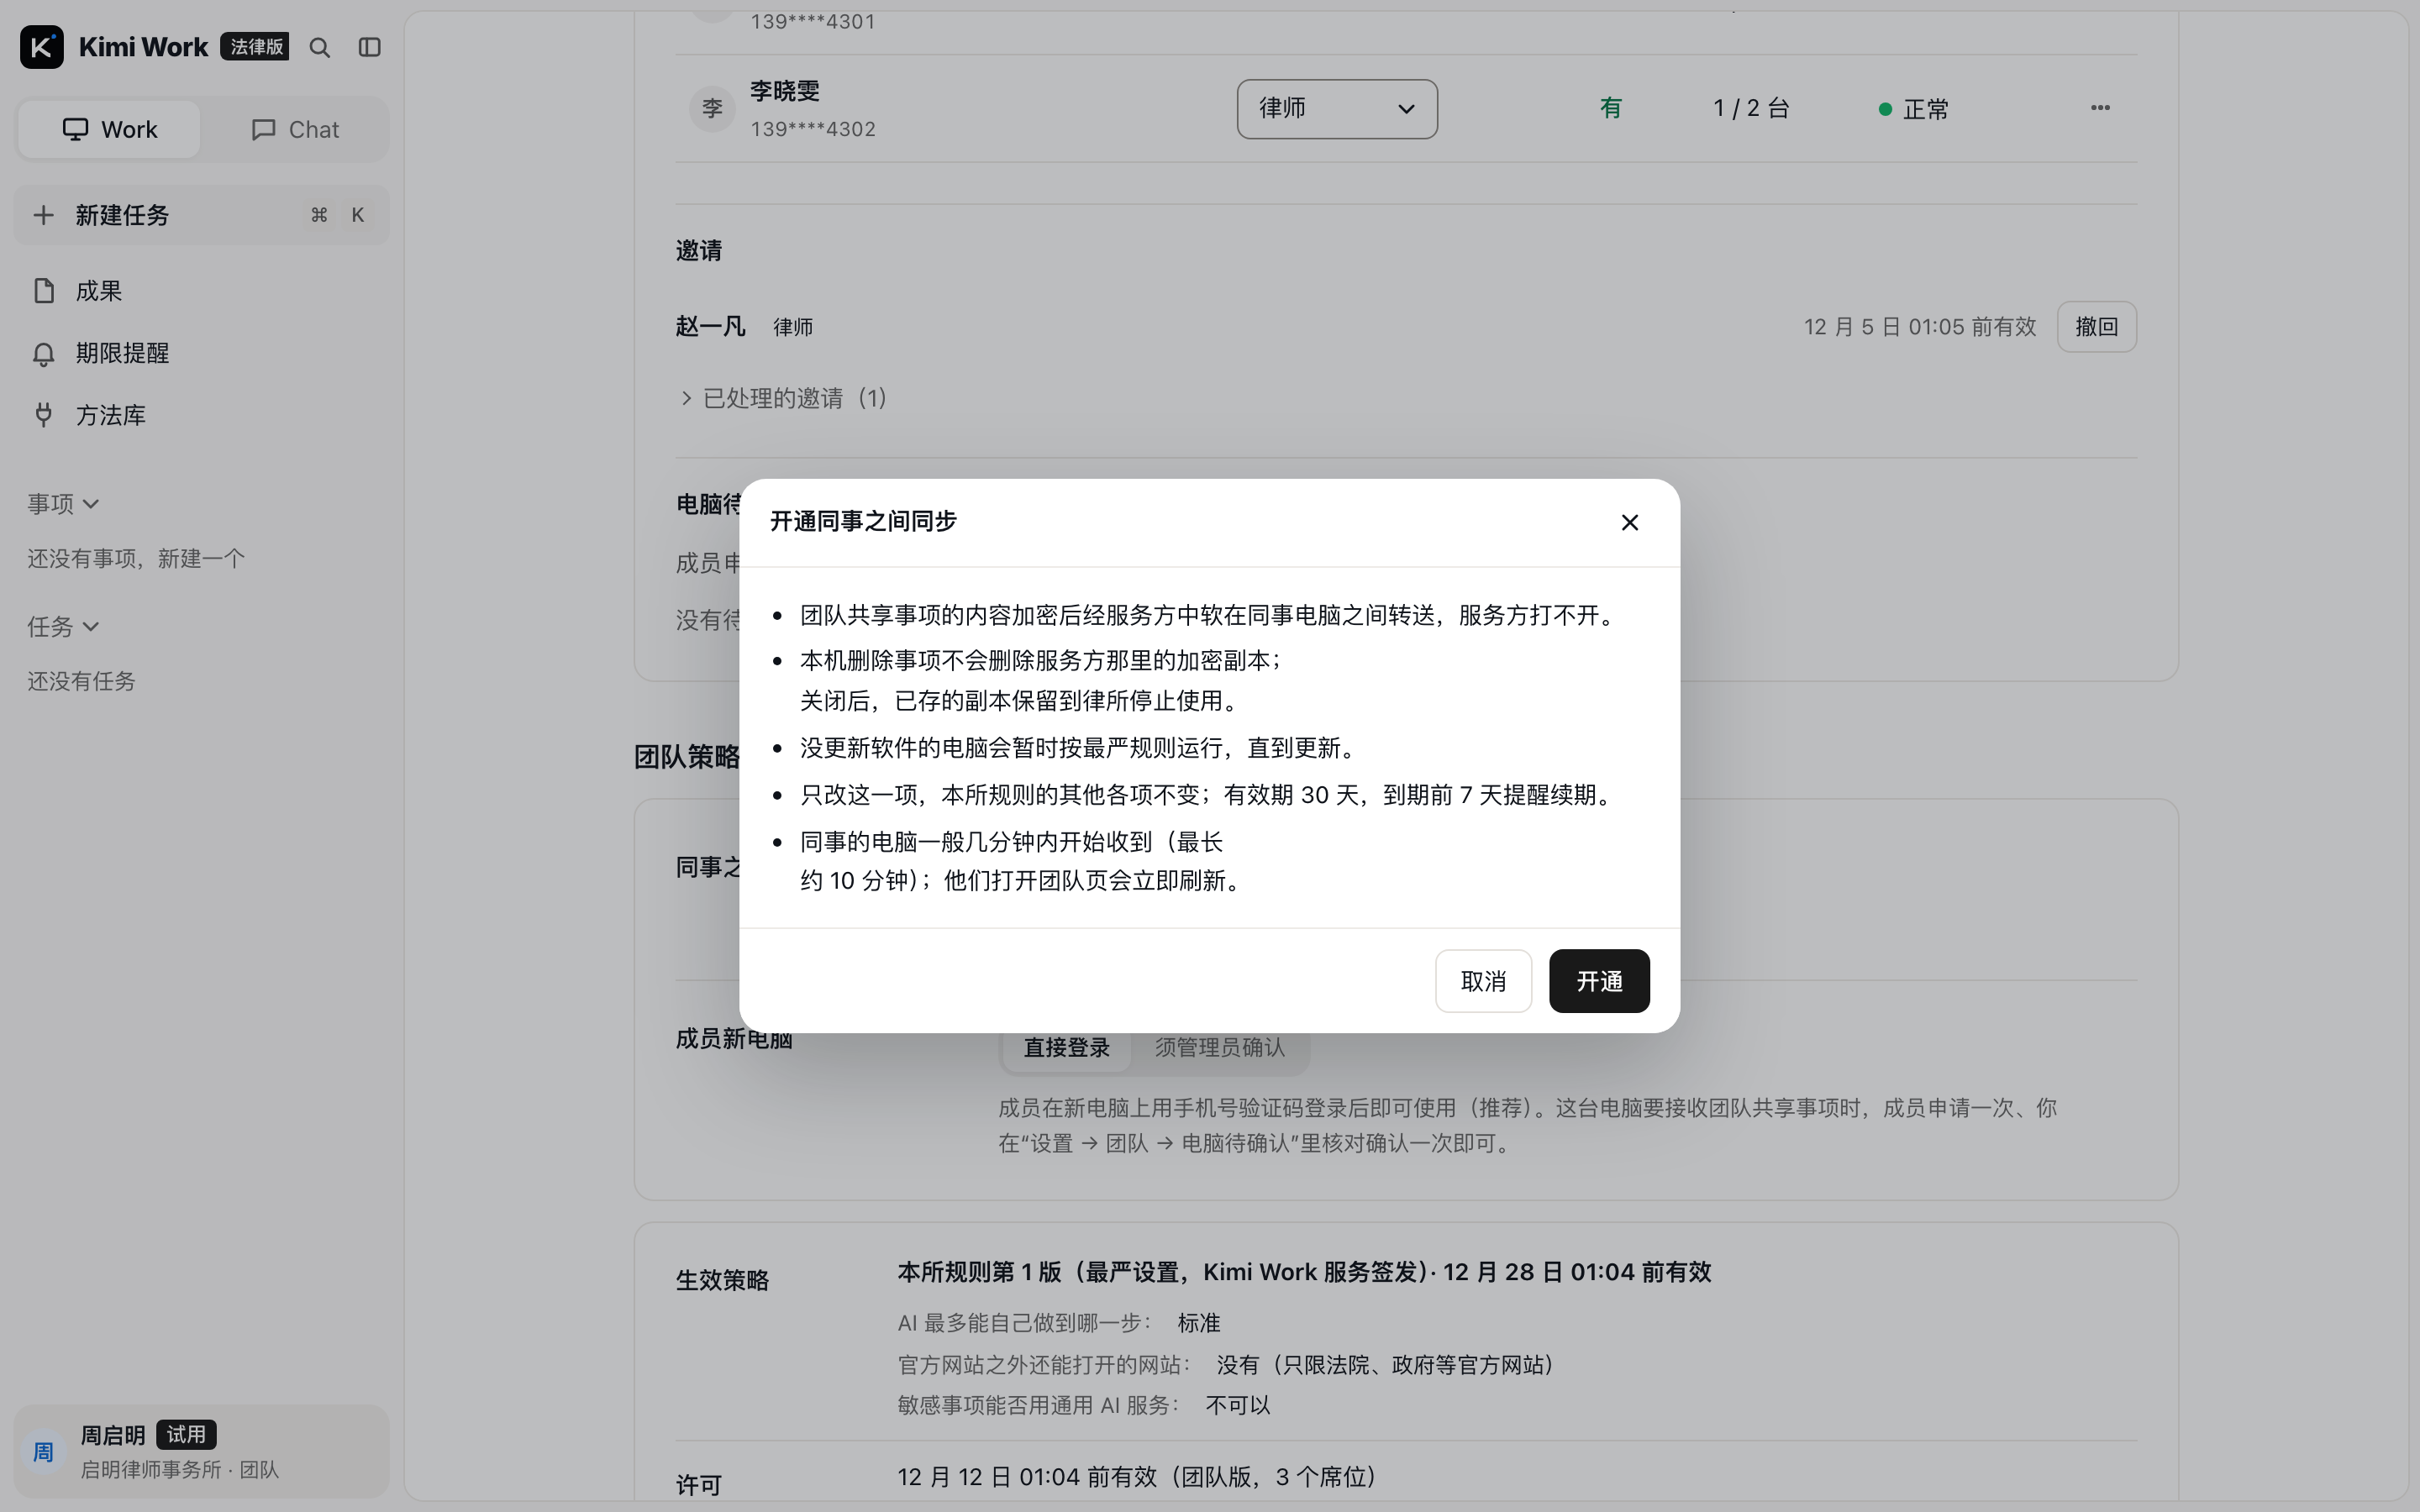 Kimi Work 法律版
Work
Chat
新建任务 ⌘ K
成果
期限提醒
方法库
事项
还没有事项，新建一个
任务
还没有任务
周 周启明 试用
启明律师事务所 · 团队
139****4301
李 李晓雯
139****4302
律师
有
1 / 2 台
正常
邀请
赵一凡 律师
12 月 5 日 01:05 前有效
撤回
已处理的邀请（1）
电脑待
成员申
没有待
开通同事之间同步
团队共享事项的内容加密后经服务方中软在同事电脑之间转送，服务方打不开。
本机删除事项不会删除服务方那里的加密副本；
关闭后，已存的副本保留到律所停止使用。
没更新软件的电脑会暂时按最严规则运行，直到更新。
只改这一项，本所规则的其他各项不变；有效期 30 天，到期前 7 天提醒续期。
同事的电脑一般几分钟内开始收到（最长
约 10 分钟）；他们打开团队页会立即刷新。
取消
开通
团队策略
同事之
成员新电脑
直接登录
须管理员确认
成员在新电脑上用手机号验证码登录后即可使用（推荐）。这台电脑要接收团队共享事项时，成员申请一次、你
在“设置 → 团队 → 电脑待确认”里核对确认一次即可。
生效策略
本所规则第 1 版（最严设置，Kimi Work 服务签发）· 12 月 28 日 01:04 前有效
AI 最多能自己做到哪一步： 标准
官方网站之外还能打开的网站： 没有（只限法院、政府等官方网站）
敏感事项能否用通用 AI 服务： 不可以
许可
12 月 12 日 01:04 前有效（团队版，3 个席位）